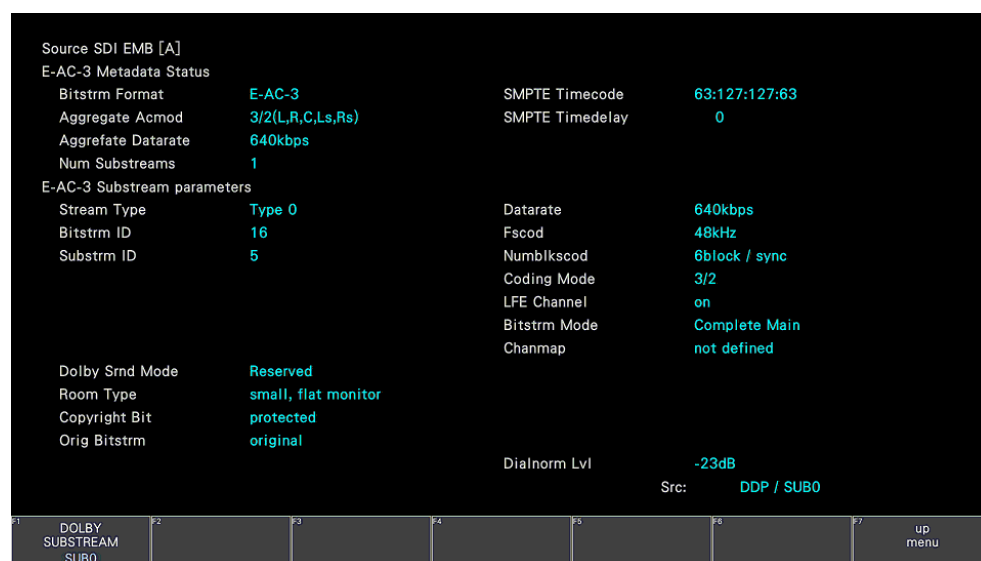 Source SDI EMB [A]
E-AC-3 Metadata Status
Bitstrm Format E-AC-3 SMPTE Timecode 63:127:127:63
Aggregate Acmod 3/2(L,R,C,Ls,Rs) SMPTE Timedelay 0
Aggrefate Datarate 640kbps
Num Substreams 1
E-AC-3 Substream parameters
Stream Type Type 0 Datarate 640kbps
Bitstrm ID 16 Fscod 48kHz
Substrm ID 5 Numblkscod 6block / sync
Coding Mode 3/2
LFE Channel on
Bitstrm Mode Complete Main
Chanmap not defined
Dolby Srnd Mode Reserved
Room Type small, flat monitor
Copyright Bit protected
Orig Bitstrm original
Dialnorm Lvl -23dB
Src: DDP / SUB0
F1 DOLBY F2 F3 F4 F5 F6 F7 up
SUBSTREAM menu
SUB0